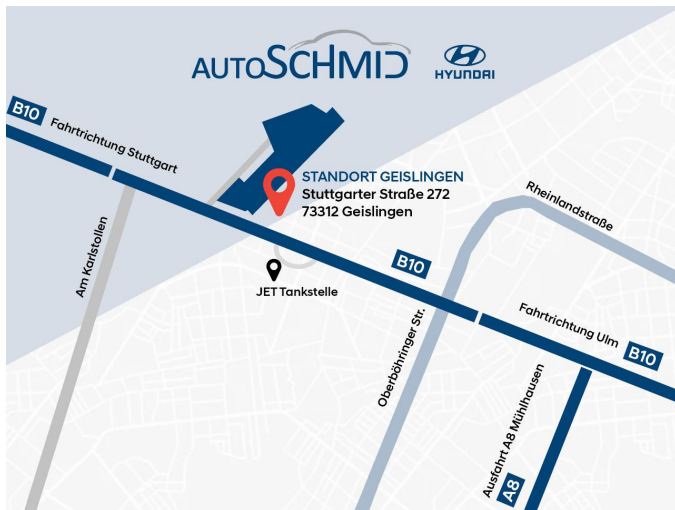 AUTOSCHMID
HYUNDAI
B10
Fahrtrichtung Stuttgart
STANDORT GEISLINGEN
Stuttgarter Straße 272
73312 Geislingen
Rheinlandstraße
Am Karlstollen
B10
JET Tankstelle
Oberböhringer Str.
Fahrtrichtung Ulm
B10
Ausfahrt A8 Mühlhausen
A8